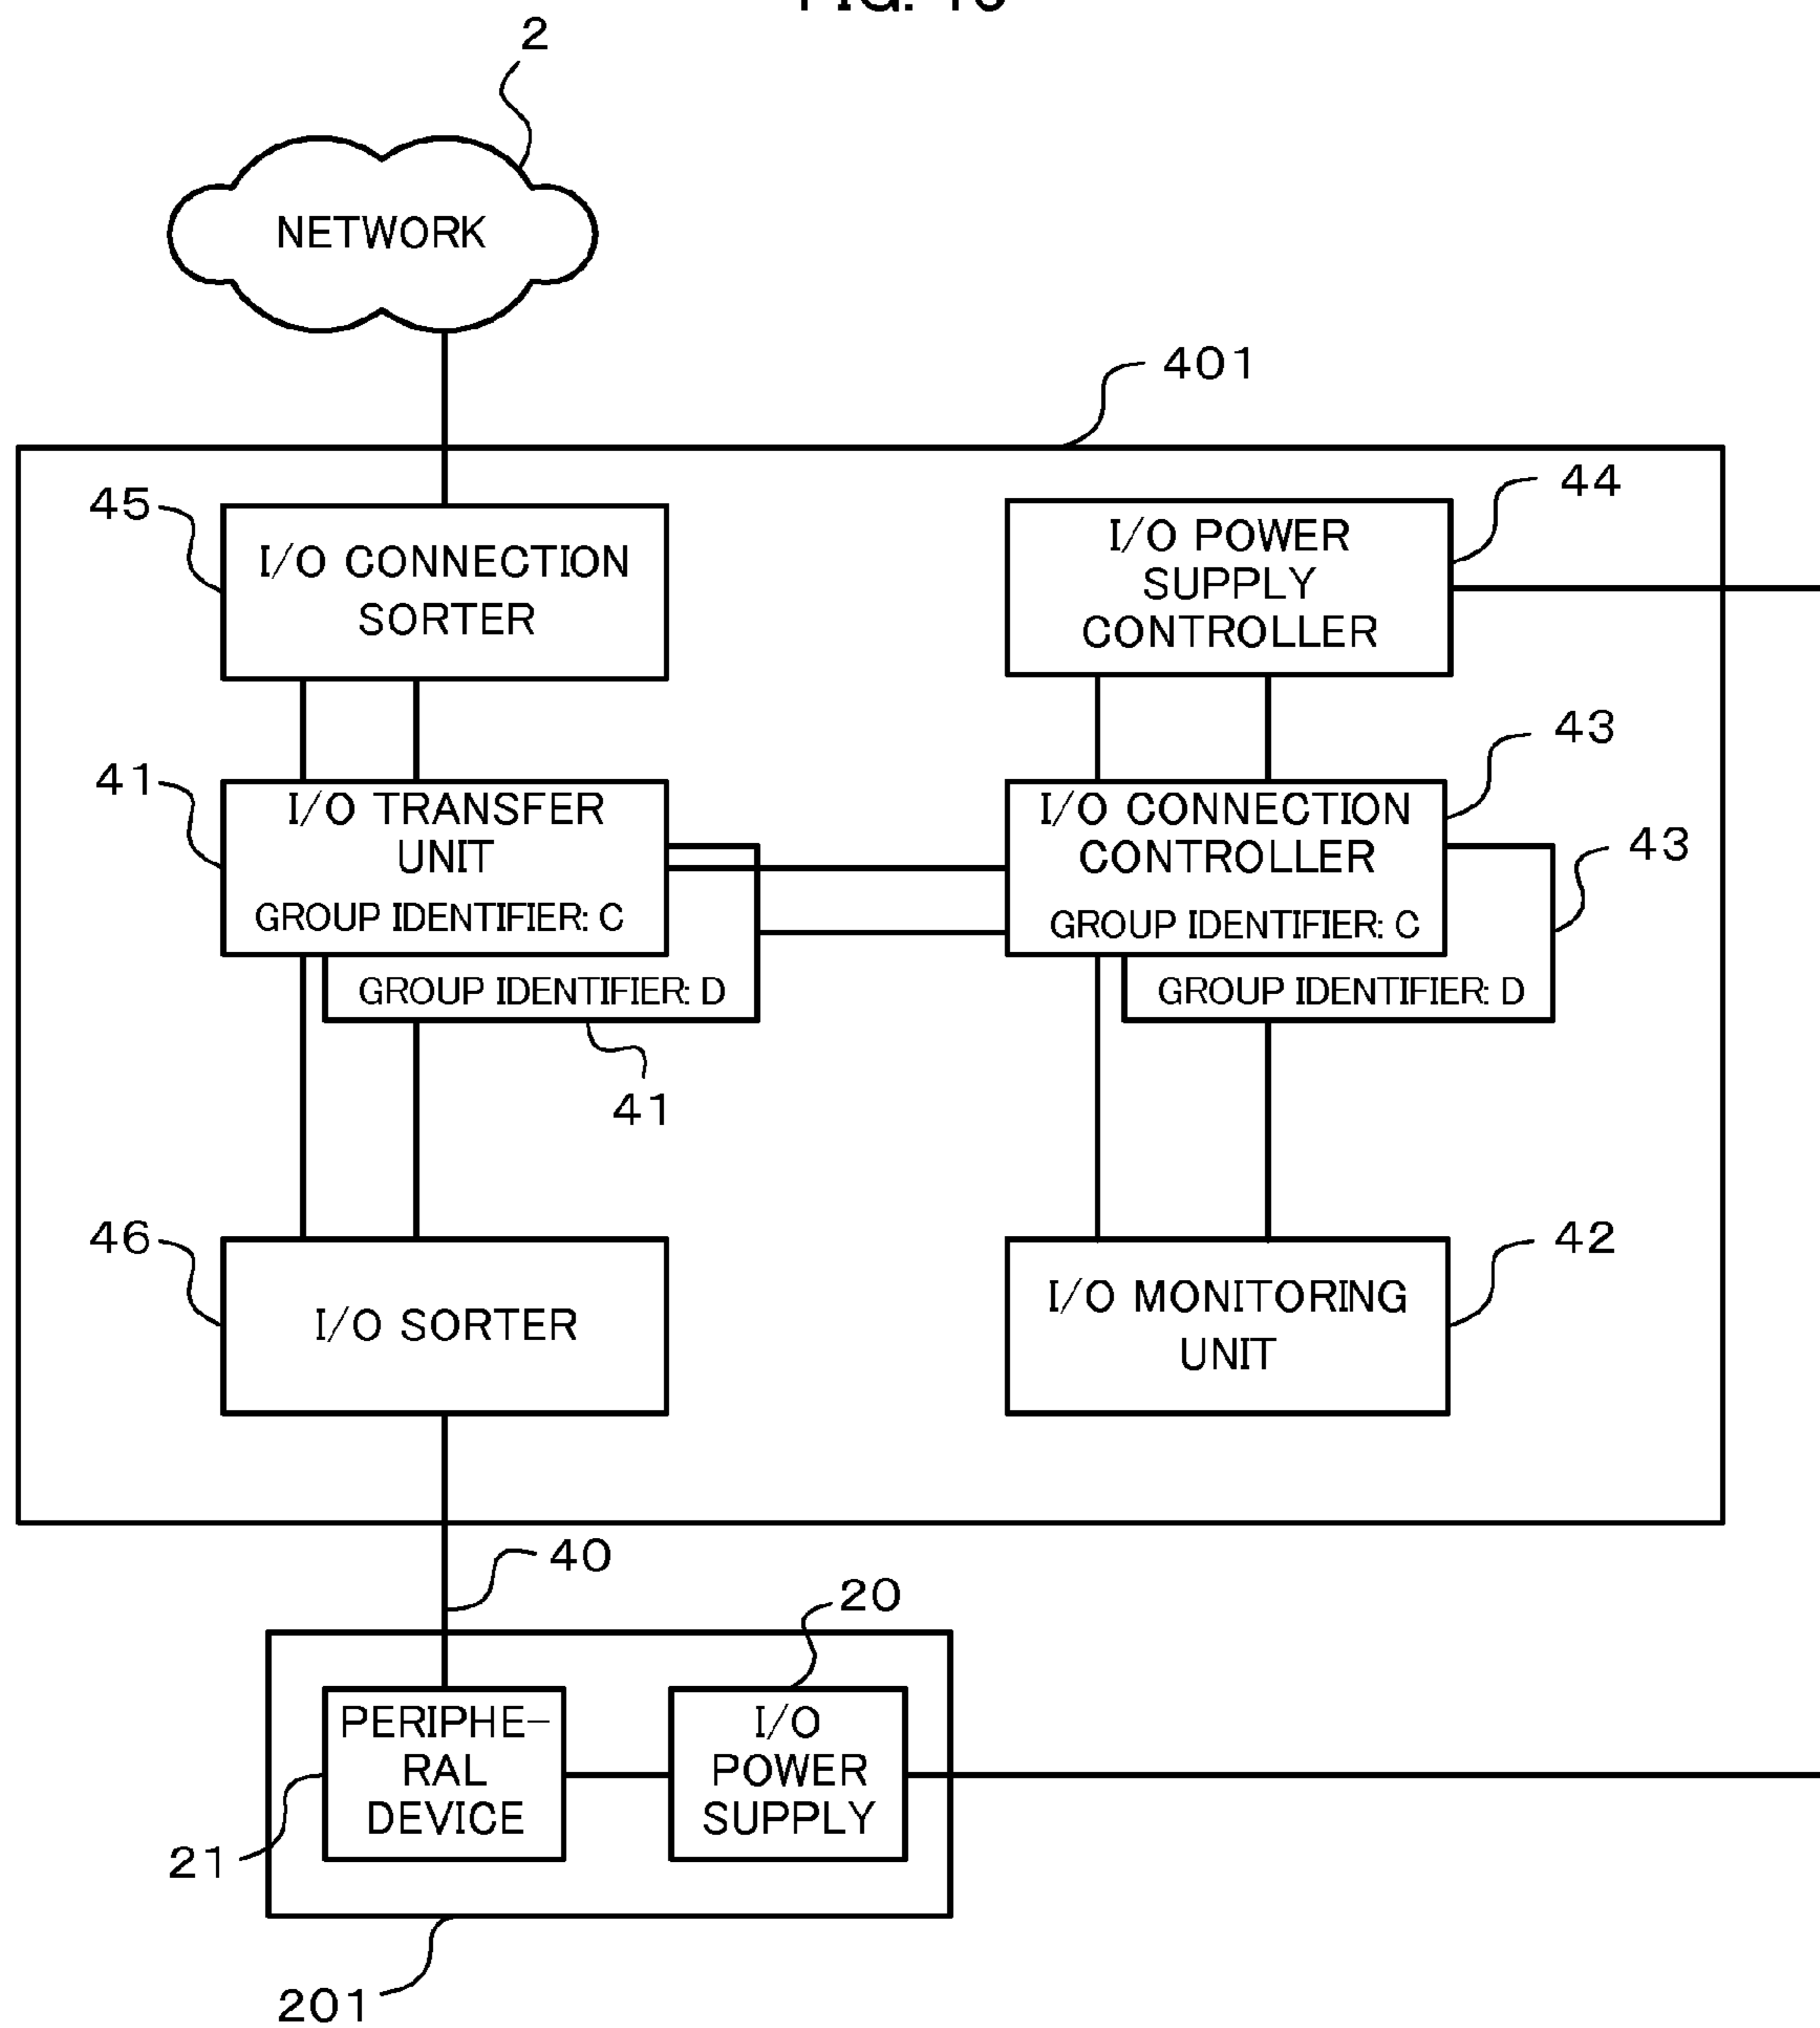 2
NETWORK
401
45
I/O CONNECTION
SORTER
44
I/O POWER
SUPPLY
CONTROLLER
41
I/O TRANSFER
UNIT
GROUP IDENTIFIER: C
GROUP IDENTIFIER: D
41
43
I/O CONNECTION
CONTROLLER
GROUP IDENTIFIER: C
43
GROUP IDENTIFIER: D
46
I/O SORTER
42
I/O MONITORING
UNIT
40
20
PERIPHE-
RAL
DEVICE
I/O
POWER
SUPPLY
21
201